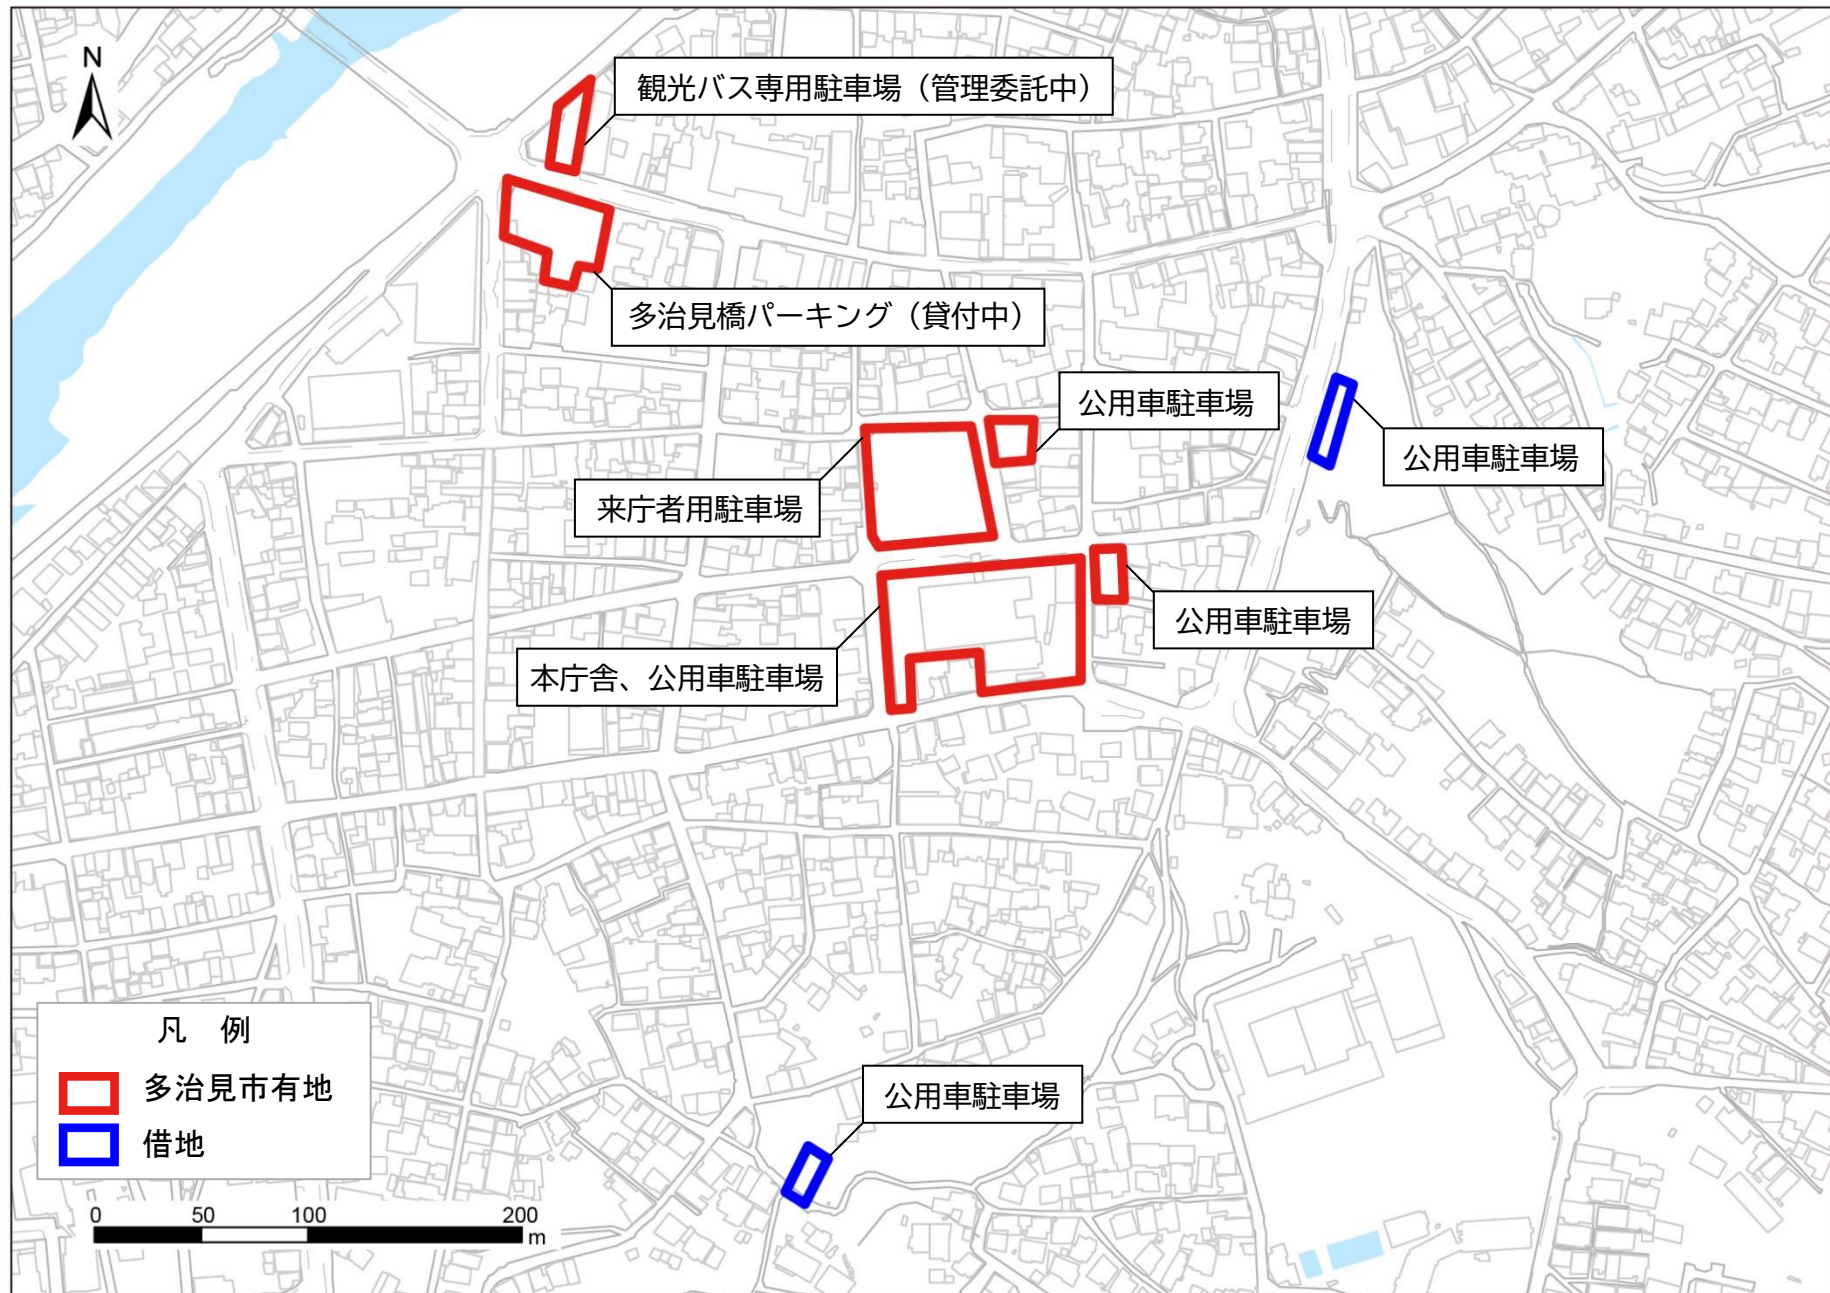 N
観光バス専用駐車場（管理委託中）
多治見橋パーキング（貸付中）
公用車駐車場
公用車駐車場
来庁者用駐車場
公用車駐車場
本庁舎、公用車駐車場
公用車駐車場
凡 例
多治見市有地
借地
0 50 100 200 m